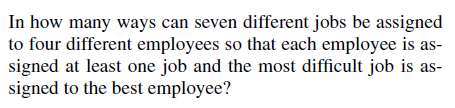 In how many ways can seven different jobs be assigned
to four different employees so that each employee is as-
signed at least one job and the most difficult job is as-
signed to the best employee?